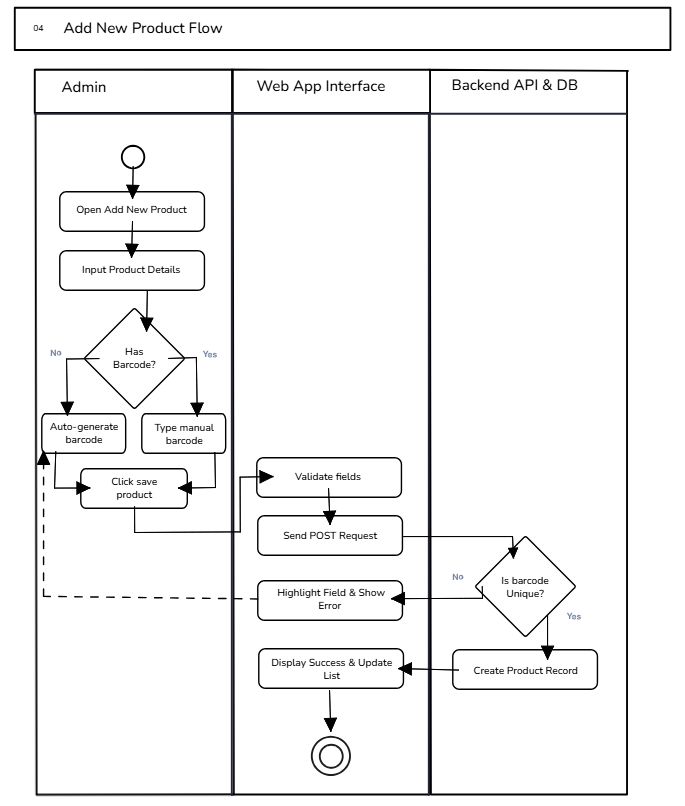 04 Add New Product Flow
Admin
Web App Interface
Backend API & DB
Open Add New Product
Input Product Details
Has
Barcode?
No
Yes
Auto-generate
barcode
Type manual
barcode
Click save
product
Validate fields
Send POST Request
Is barcode
Unique?
No
Yes
Highlight Field & Show
Error
Create Product Record
Display Success & Update
List